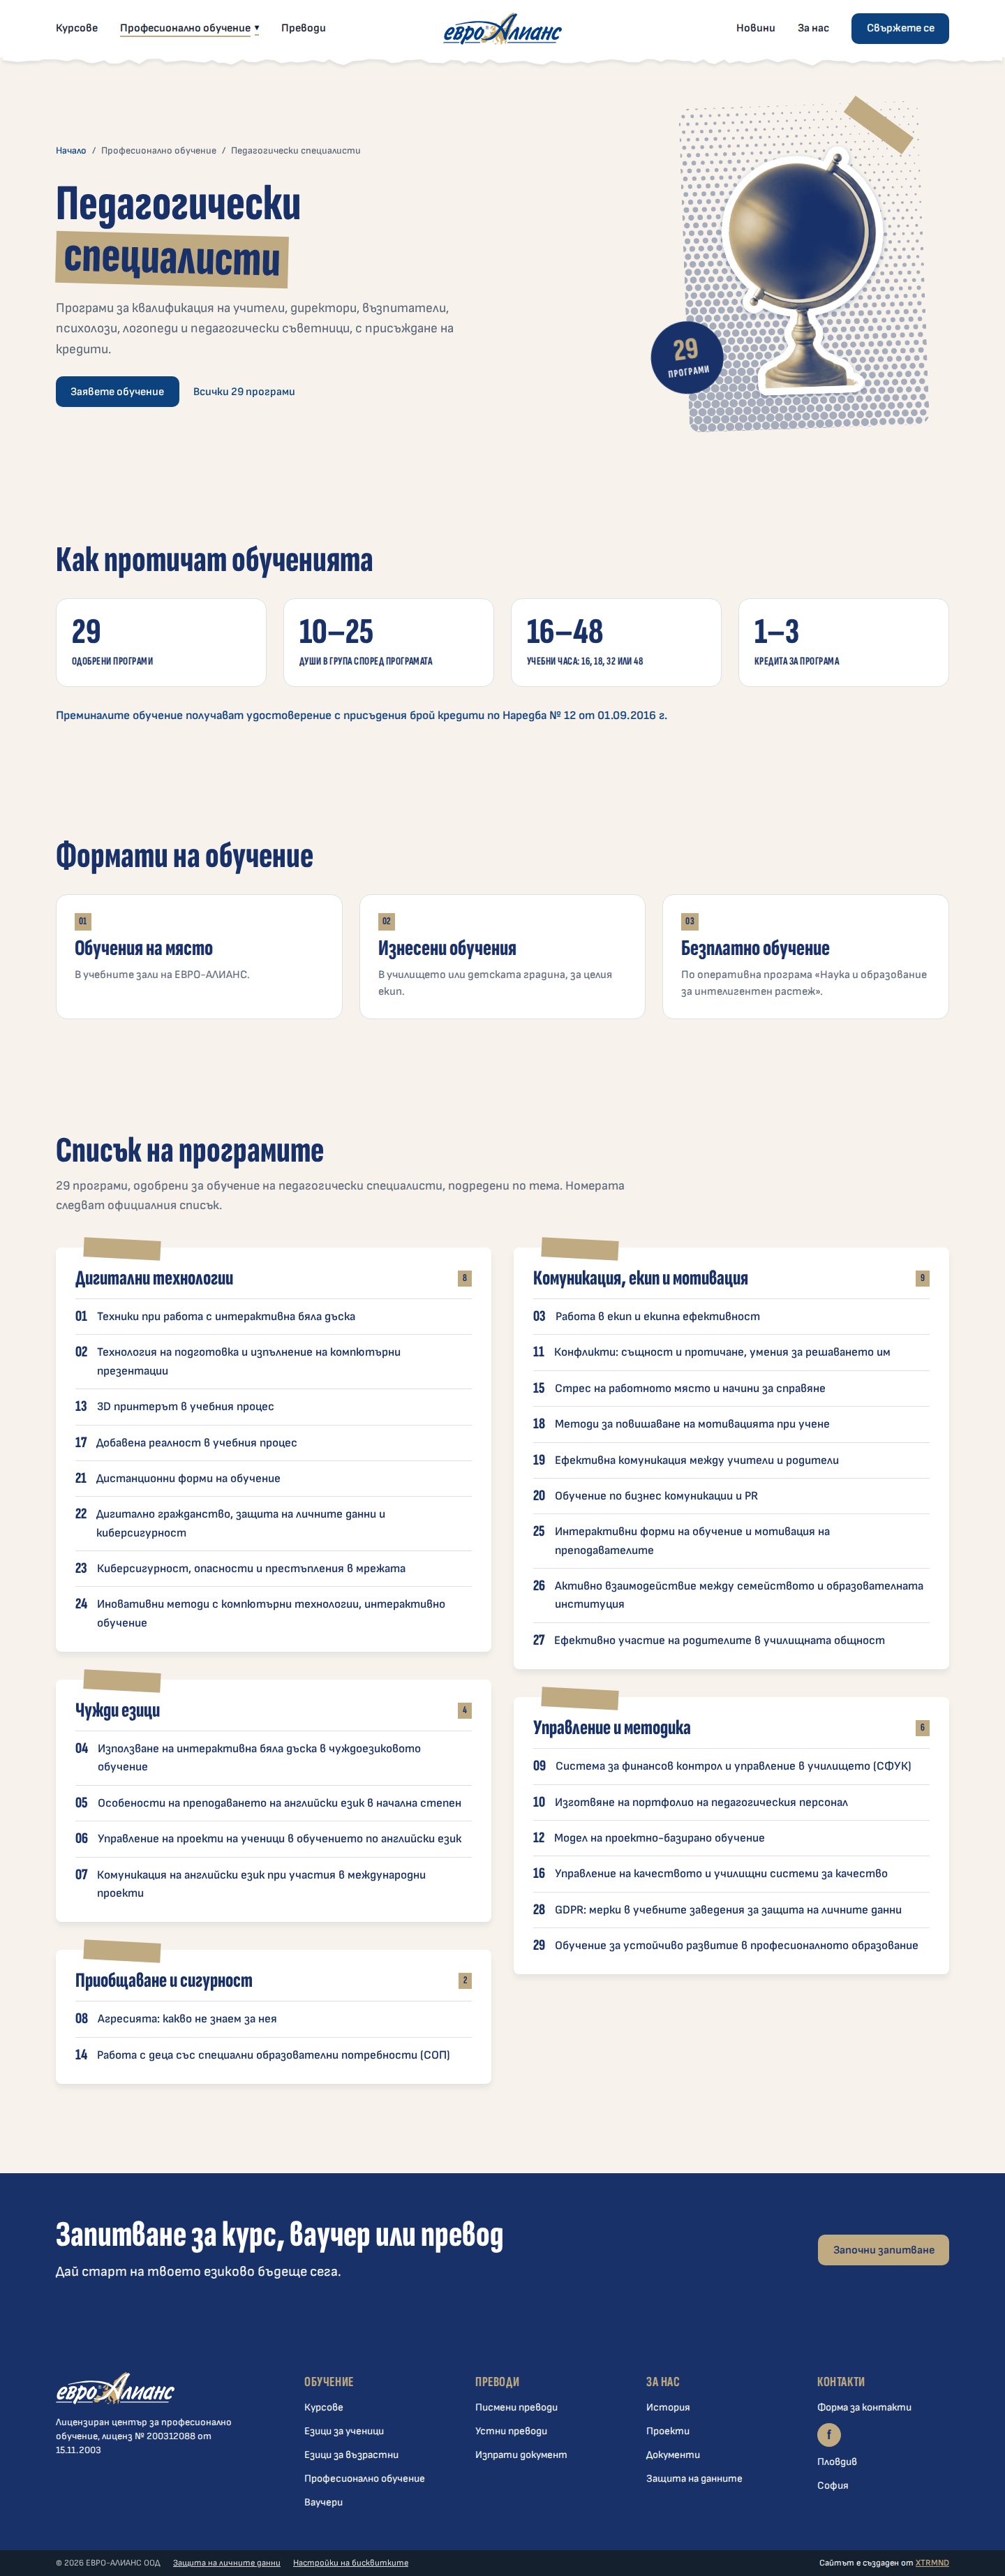 Курсове
Професионално обучение ▾
Преводи
евроАлианс
Новини
За нас
Свържете се
Начало / Професионално обучение / Педагогически специалисти
Педагогически
специалисти
Програми за квалификация на учители, директори, възпитатели,
психолози, логопеди и педагогически съветници, с присъждане на
кредити.
Заявете обучение
Всички 29 програми
29
ПРОГРАМИ
Как протичат обученията
29
ОДОБРЕНИ ПРОГРАМИ
10–25
ДУШИ В ГРУПА СПОРЕД ПРОГРАМАТА
16–48
УЧЕБНИ ЧАСА: 16, 18, 32 ИЛИ 48
1–3
КРЕДИТА ЗА ПРОГРАМА
Преминалите обучение получават удостоверение с присъдения брой кредити по Наредба № 12 от 01.09.2016 г.
Формати на обучение
01
Обучения на място
В учебните зали на ЕВРО-АЛИАНС.
02
Изнесени обучения
В училището или детската градина, за целия
екип.
03
Безплатно обучение
По оперативна програма «Наука и образование
за интелигентен растеж».
Списък на програмите
29 програми, одобрени за обучение на педагогически специалисти, подредени по тема. Номерата
следват официалния списък.
Дигитални технологии
8
01 Техники при работа с интерактивна бяла дъска
02 Технология на подготовка и изпълнение на компютърни
презентации
13 3D принтерът в учебния процес
17 Добавена реалност в учебния процес
21 Дистанционни форми на обучение
22 Дигитално гражданство, защита на личните данни и
киберсигурност
23 Киберсигурност, опасности и престъпления в мрежата
24 Иновативни методи с компютърни технологии, интерактивно
обучение
Чужди езици
4
04 Използване на интерактивна бяла дъска в чуждоезиковото
обучение
05 Особености на преподаването на английски език в начална степен
06 Управление на проекти на ученици в обучението по английски език
07 Комуникация на английски език при участия в международни
проекти
Приобщаване и сигурност
2
08 Агресията: какво не знаем за нея
14 Работа с деца със специални образователни потребности (СОП)
Комуникация, екип и мотивация
9
03 Работа в екип и екипна ефективност
11 Конфликти: същност и протичане, умения за решаването им
15 Стрес на работното място и начини за справяне
18 Методи за повишаване на мотивацията при учене
19 Ефективна комуникация между учители и родители
20 Обучение по бизнес комуникации и PR
25 Интерактивни форми на обучение и мотивация на
преподавателите
26 Активно взаимодействие между семейството и образователната
институция
27 Ефективно участие на родителите в училищната общност
Управление и методика
6
09 Система за финансов контрол и управление в училището (СФУК)
10 Изготвяне на портфолио на педагогическия персонал
12 Модел на проектно-базирано обучение
16 Управление на качеството и училищни системи за качество
28 GDPR: мерки в учебните заведения за защита на личните данни
29 Обучение за устойчиво развитие в професионалното образование
Запитване за курс, ваучер или превод
Дай старт на твоето езиково бъдеще сега.
Започни запитване
евроАлианс
Лицензиран център за професионално
обучение, лиценз № 200312088 от
15.11.2003
ОБУЧЕНИЕ
Курсове
Езици за ученици
Езици за възрастни
Професионално обучение
Ваучери
ПРЕВОДИ
Писмени преводи
Устни преводи
Изпрати документ
ЗА НАС
История
Проекти
Документи
Защита на данните
КОНТАКТИ
Форма за контакти
f
Пловдив
София
© 2026 ЕВРО-АЛИАНС ООД
Защита на личните данни
Настройки на бисквитките
Сайтът е създаден от XTRMND